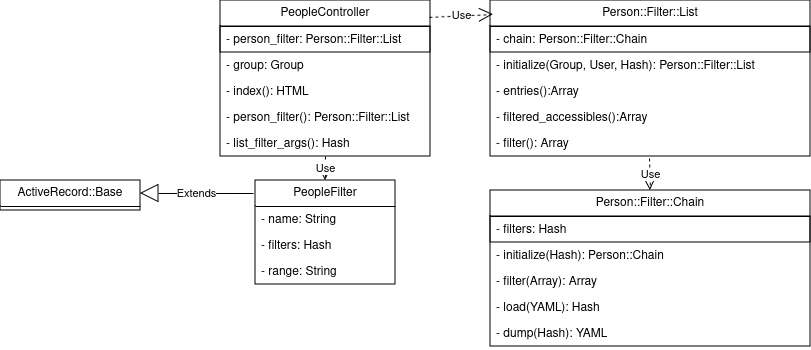 PeopleController
- person_filter: Person::Filter::List
- group: Group
- index(): HTML
- person_filter(): Person::Filter::List
- list_filter_args(): Hash
Use
Person::Filter::List
- chain: Person::Filter::Chain
- initialize(Group, User, Hash): Person::Filter::List
- entries():Array
- filtered_accessibles():Array
- filter(): Array
Use
Use
ActiveRecord::Base
Extends
PeopleFilter
- name: String
- filters: Hash
- range: String
Person::Filter::Chain
- filters: Hash
- initialize(Hash): Person::Chain
- filter(Array): Array
- load(YAML): Hash
- dump(Hash): YAML